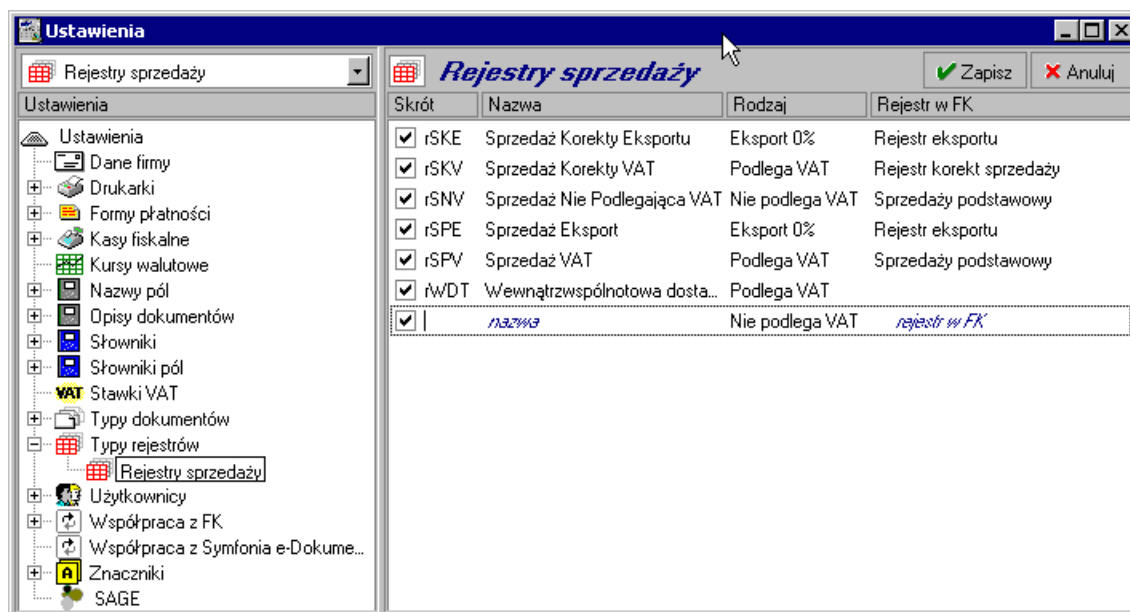 Ustawienia
Rejestry sprzedaży
Ustawienia
Ustawienia
Dane firmy
Drukarki
Formy płatności
Kasy fiskalne
Kursy walutowe
Nazwy pól
Opisy dokumentów
Słowniki
Słowniki pól
VAT Stawki VAT
Typy dokumentów
Typy rejestrów
Rejestry sprzedaży
Użytkownicy
Współpraca z FK
Współpraca z Symfonia e-Dokume...
A Znaczniki
SAGE
Rejestry sprzedaży Zapisz Anuluj
Skrót Nazwa Rodzaj Rejestr w FK
rSKE Sprzedaż Korekty Eksportu Eksport 0% Rejestr eksportu
rSKV Sprzedaż Korekty VAT Podlega VAT Rejestr korekt sprzedaży
rSNV Sprzedaż Nie Podlegająca VAT Nie podlega VAT Sprzedaży podstawowy
rSPE Sprzedaż Eksport Eksport 0% Rejestr eksportu
rSPV Sprzedaż VAT Podlega VAT Sprzedaży podstawowy
rWDT Wewnątrzwspólnotowa dosta... Podlega VAT
nazwa Nie podlega VAT rejestr w FK